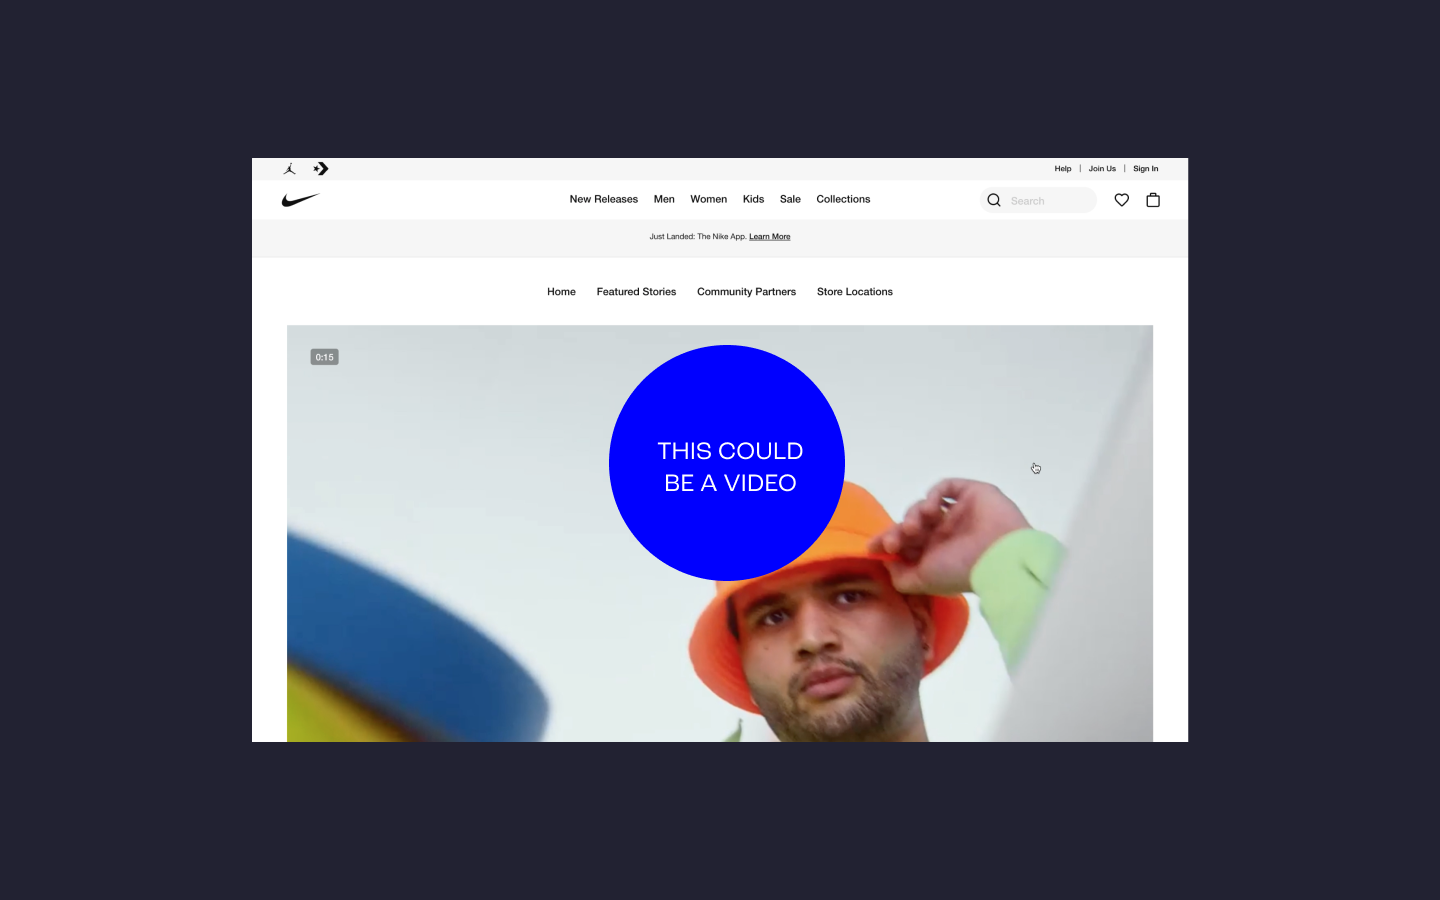 Help | Join Us | Sign In
New Releases Men Women Kids Sale Collections Search
Just Landed: The Nike App. Learn More
Home Featured Stories Community Partners Store Locations
0:15
THIS COULD
BE A VIDEO